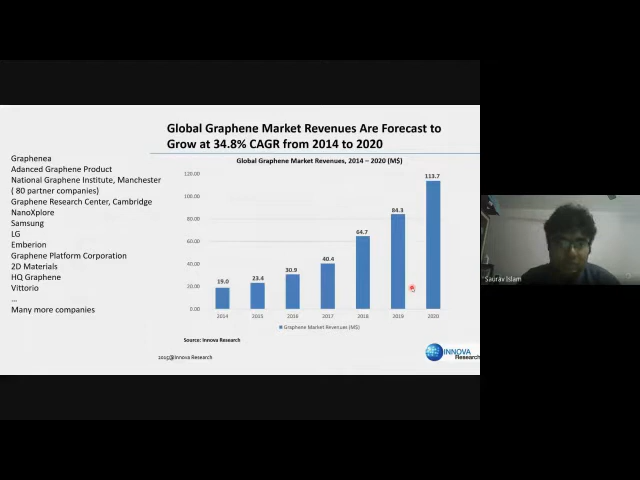 Global Graphene Market Revenues Are Forecast to
Grow at 34.8% CAGR from 2014 to 2020
Graphenea
Adanced Graphene Product
National Graphene Institute, Manchester
( 80 partner companies)
Graphene Research Center, Cambridge
NanoXplore
Samsung
LG
Emberion
Graphene Platform Corporation
2D Materials
HQ Graphene
Vittorio
...
Many more companies
Global Graphene Market Revenues, 2014 – 2020 (M$)
120.00
100.00
80.00
60.00
40.00
20.00
0.00
19.0
23.4
30.9
40.4
64.7
84.3
113.7
2014
2015
2016
2017
2018
2019
2020
Graphene Market Revenues (M$)
Source: Innova Research
2015@Innova Research
INNOVA
Research
Saurav Islam